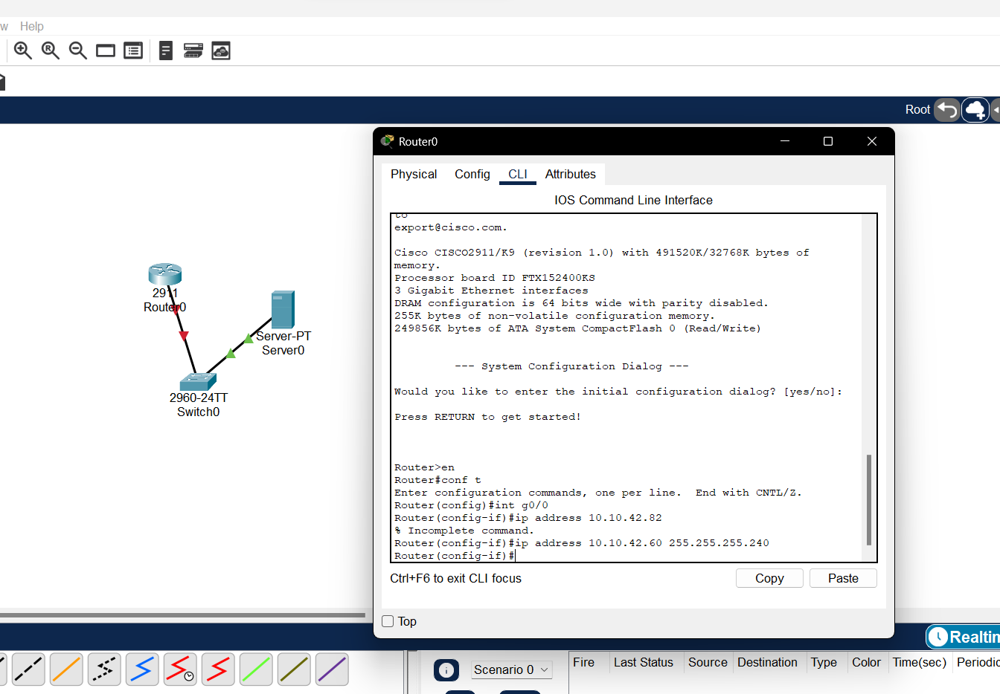 w Help
Root
Router0
Physical Config CLI Attributes
IOS Command Line Interface
to
export@cisco.com.
Cisco CISCO2911/K9 (revision 1.0) with 491520K/32768K bytes of
memory.
Processor board ID FTX152400KS
3 Gigabit Ethernet interfaces
DRAM configuration is 64 bits wide with parity disabled.
255K bytes of non-volatile configuration memory.
249856K bytes of ATA System CompactFlash 0 (Read/Write)
--- System Configuration Dialog ---
Would you like to enter the initial configuration dialog? [yes/no]:
Press RETURN to get started!
Router>en
Router#conf t
Enter configuration commands, one per line.  End with CNTL/Z.
Router(config)#int g0/0
Router(config-if)#ip address 10.10.42.82
% Incomplete command.
Router(config-if)#ip address 10.10.42.60 255.255.255.240
Router(config-if)#
Ctrl+F6 to exit CLI focus
Copy Paste
Top
2911
Router0
Server-PT
Server0
2960-24TT
Switch0
Realtim
Scenario 0
Fire Last Status Source Destination Type Color Time(sec) Periodic